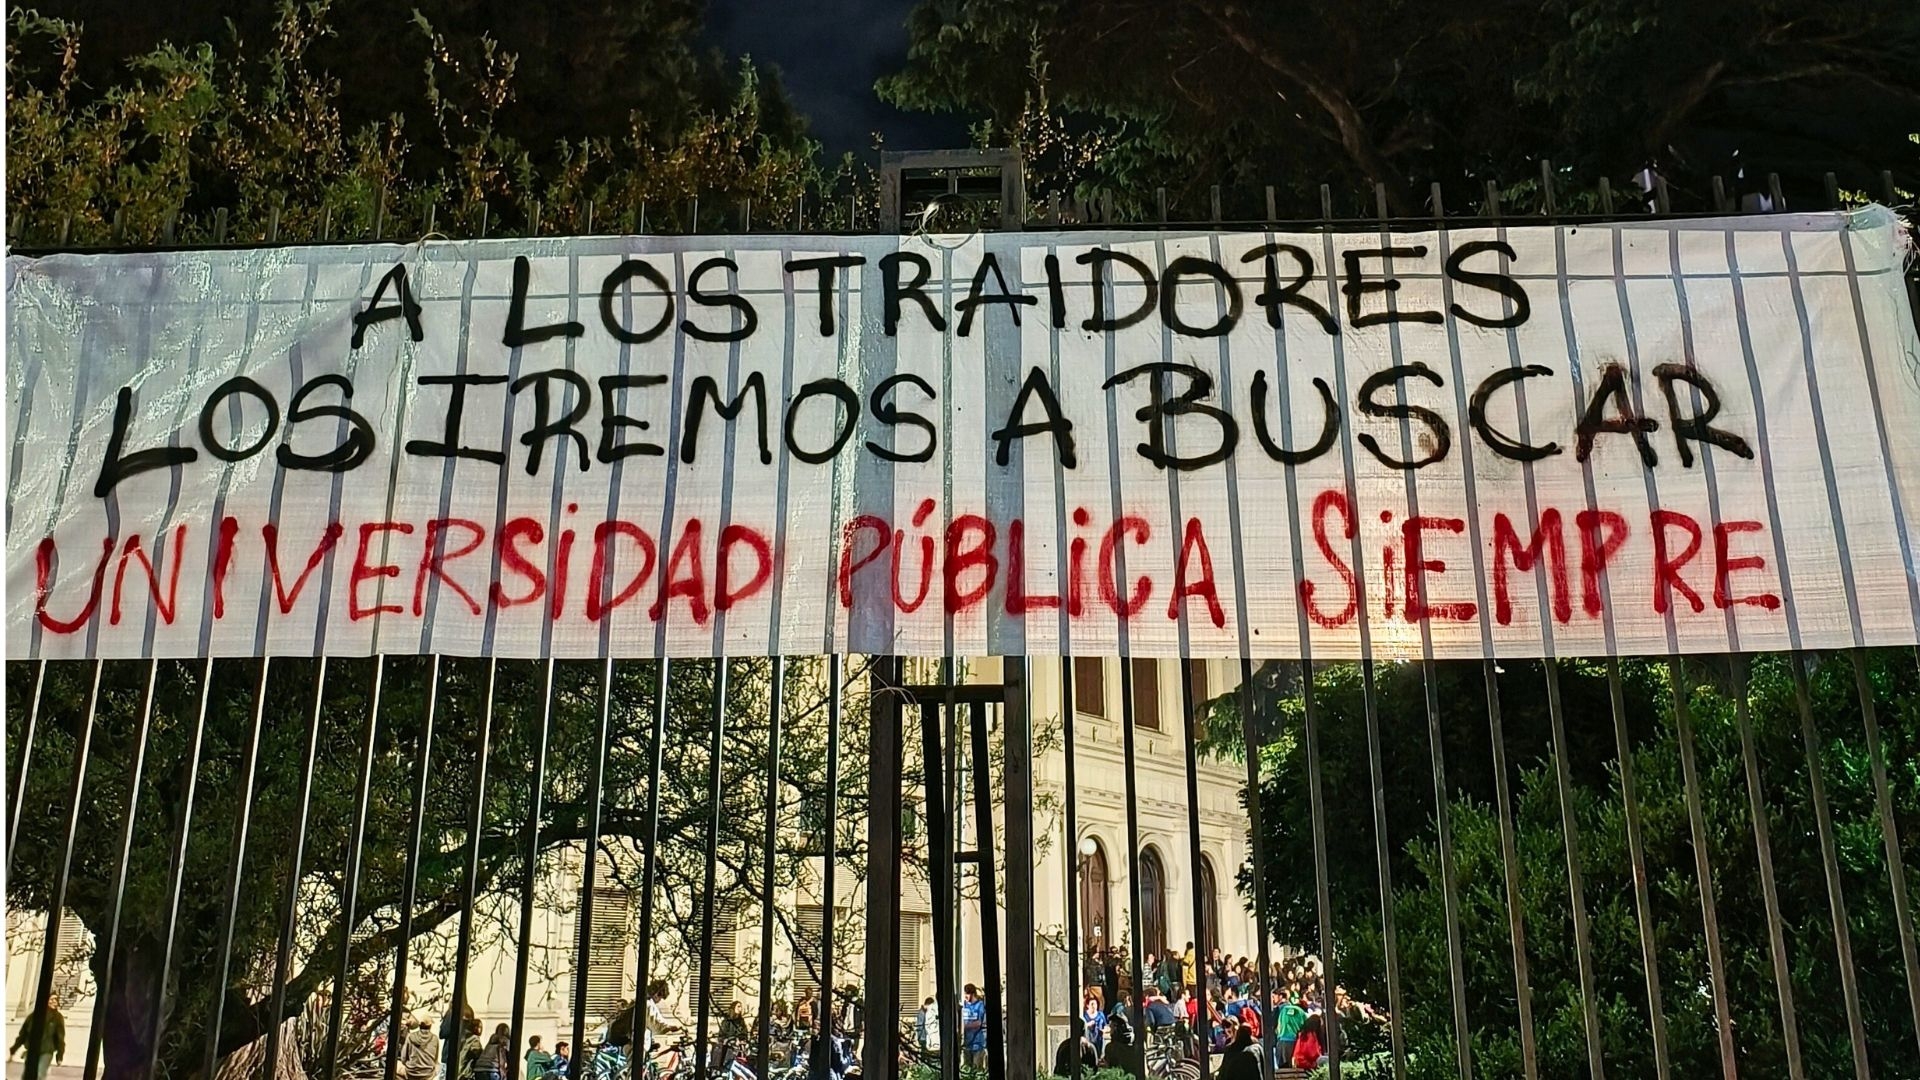 A LOS TRAIDORES
LOS IREMOS A BUSCAR
UNIVERSIDAD PÚBLICA SIEMPRE